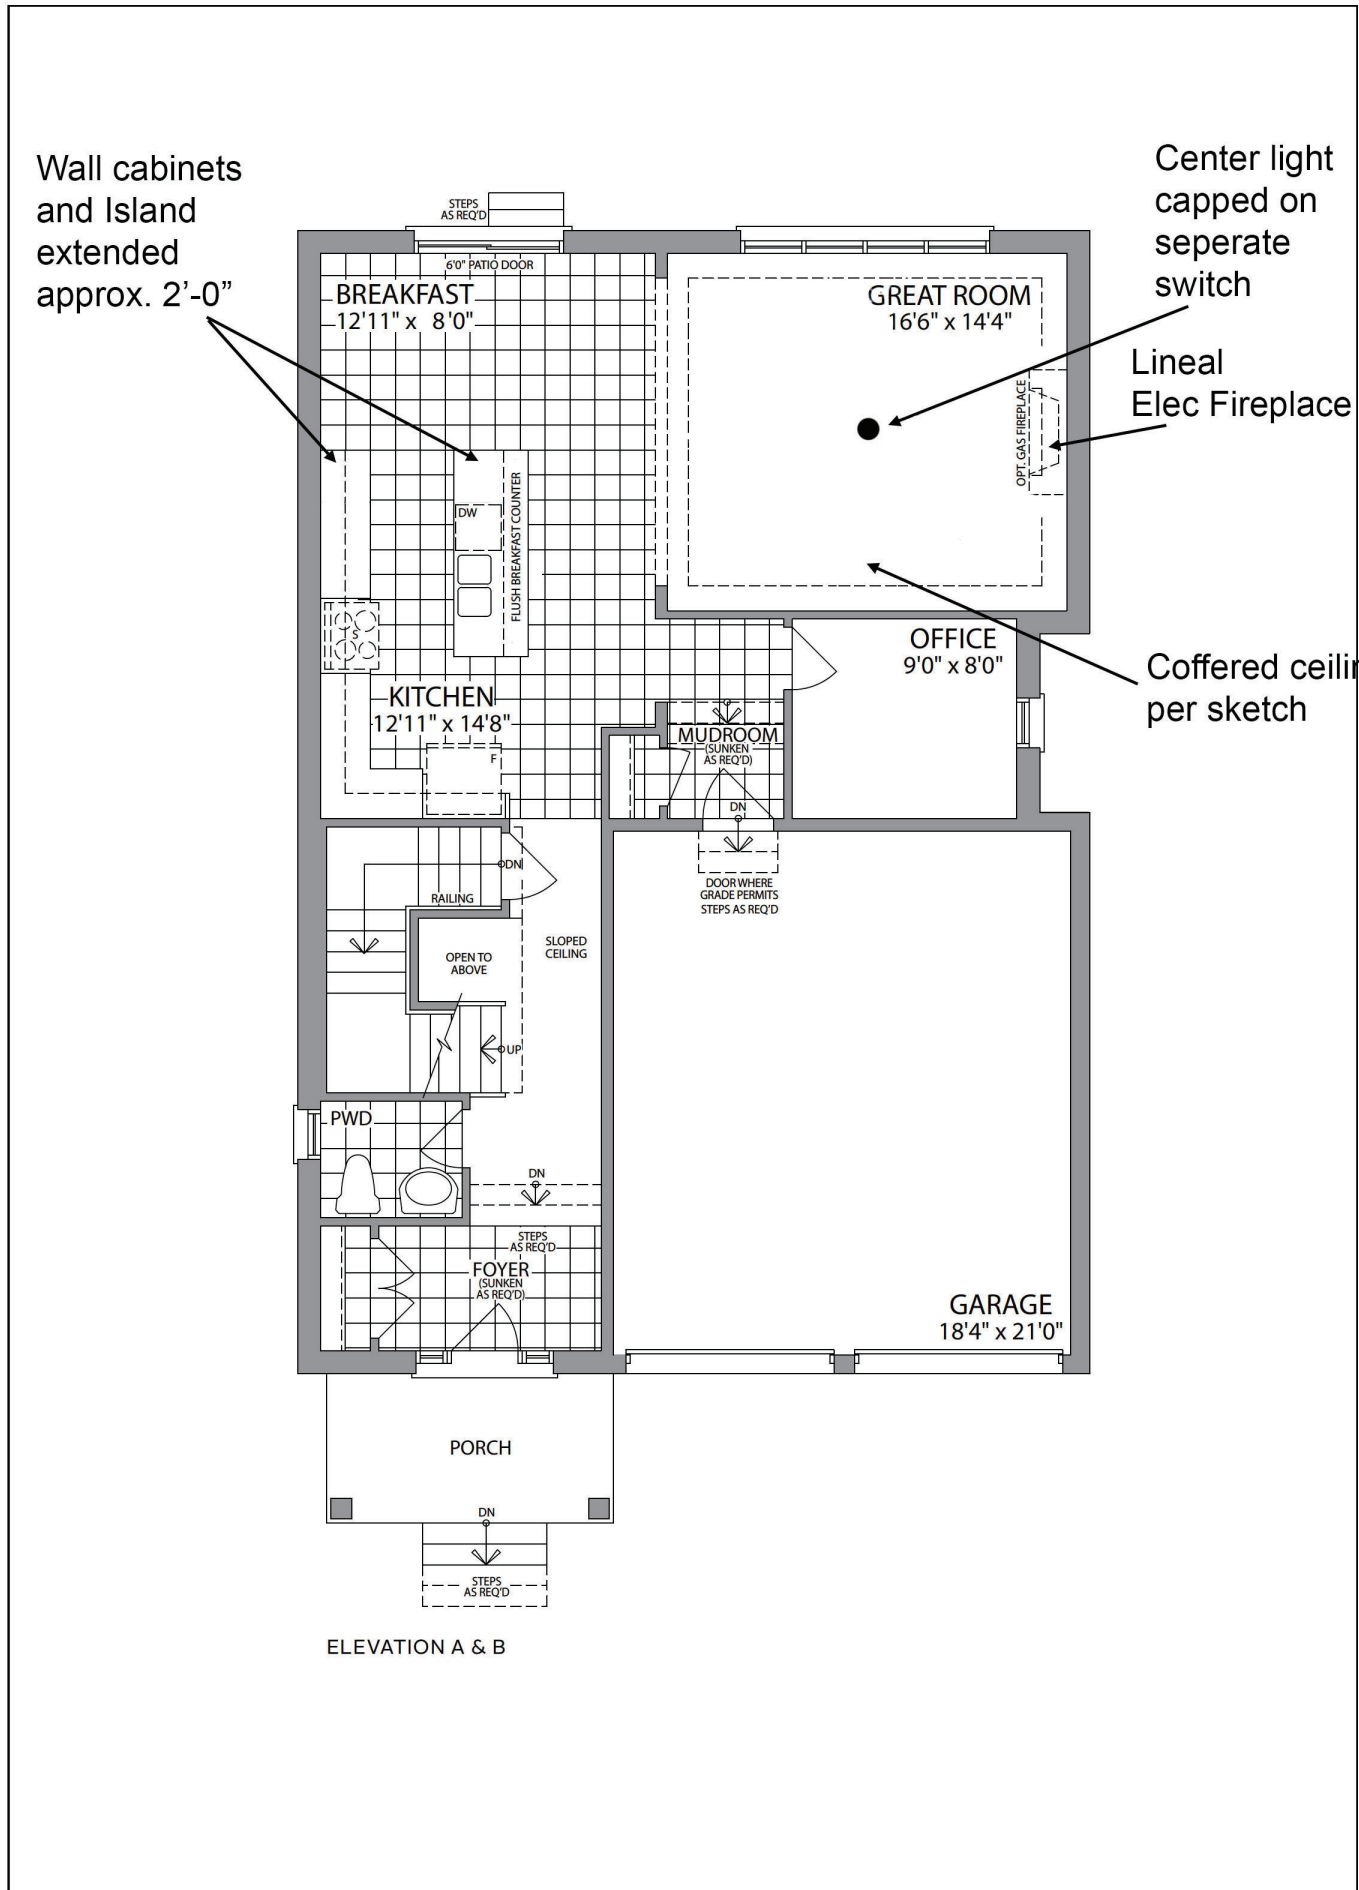 Wall cabinets
and Island
extended
approx. 2’-0”
Center light
capped on
seperate
switch
Lineal
Elec Fireplace
STEPS
AS REQ'D
6'0" PATIO DOOR
BREAKFAST
12'11" x 8'0"
GREAT ROOM
16'6" x 14'4"
OPT. GAS FIREPLACE
DW
FLUSH BREAKFAST COUNTER
S
OFFICE
9'0" x 8'0"
Coffered ceilin
per sketch
KITCHEN
12'11" x 14'8"
F
MUDROOM
(SUNKEN
AS REQ'D)
DN
DOOR WHERE
GRADE PERMITS
STEPS AS REQ'D
DN
RAILING
OPEN TO
ABOVE
SLOPED
CEILING
UP
PWD
DN
STEPS
AS REQ'D
FOYER
(SUNKEN
AS REQ'D)
GARAGE
18'4" x 21'0"
PORCH
DN
STEPS
AS REQ'D
ELEVATION A & B